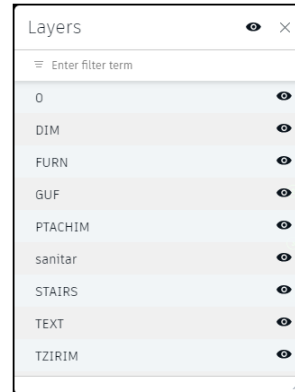 Layers
Enter filter term
0
DIM
FURN
GUF
PTACHIM
sanitar
STAIRS
TEXT
TZIRIM